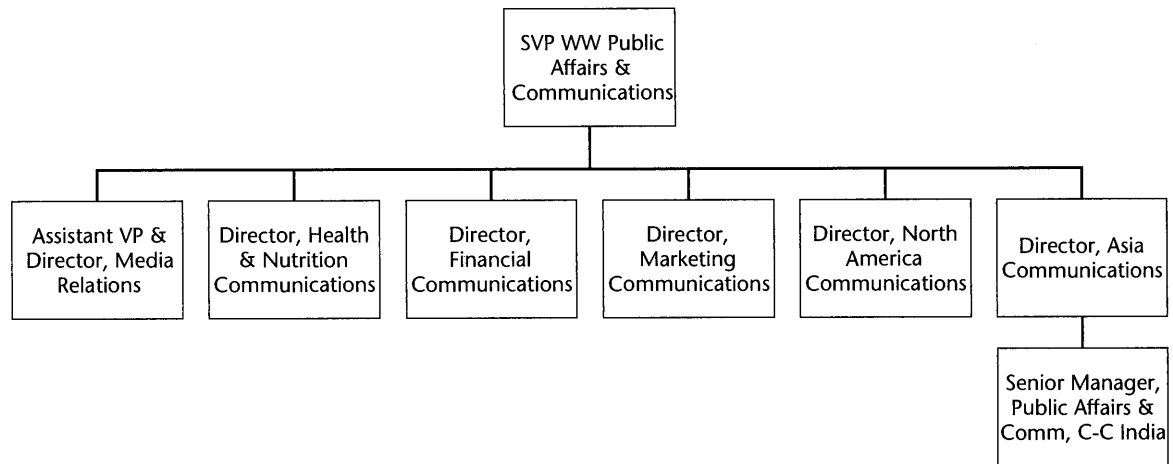 SVP WW Public
Affairs &
Communications
Assistant VP &
Director, Media
Relations
Director, Health
& Nutrition
Communications
Director,
Financial
Communications
Director,
Marketing
Communications
Director, North
America
Communications
Director, Asia
Communications
Senior Manager,
Public Affairs &
Comm, C-C India